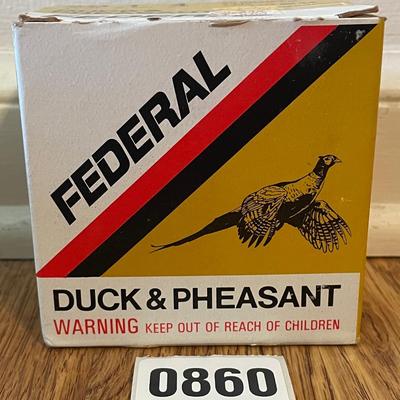 FEDERAL
DUCK & PHEASANT
WARNING KEEP OUT OF REACH OF CHILDREN
0860